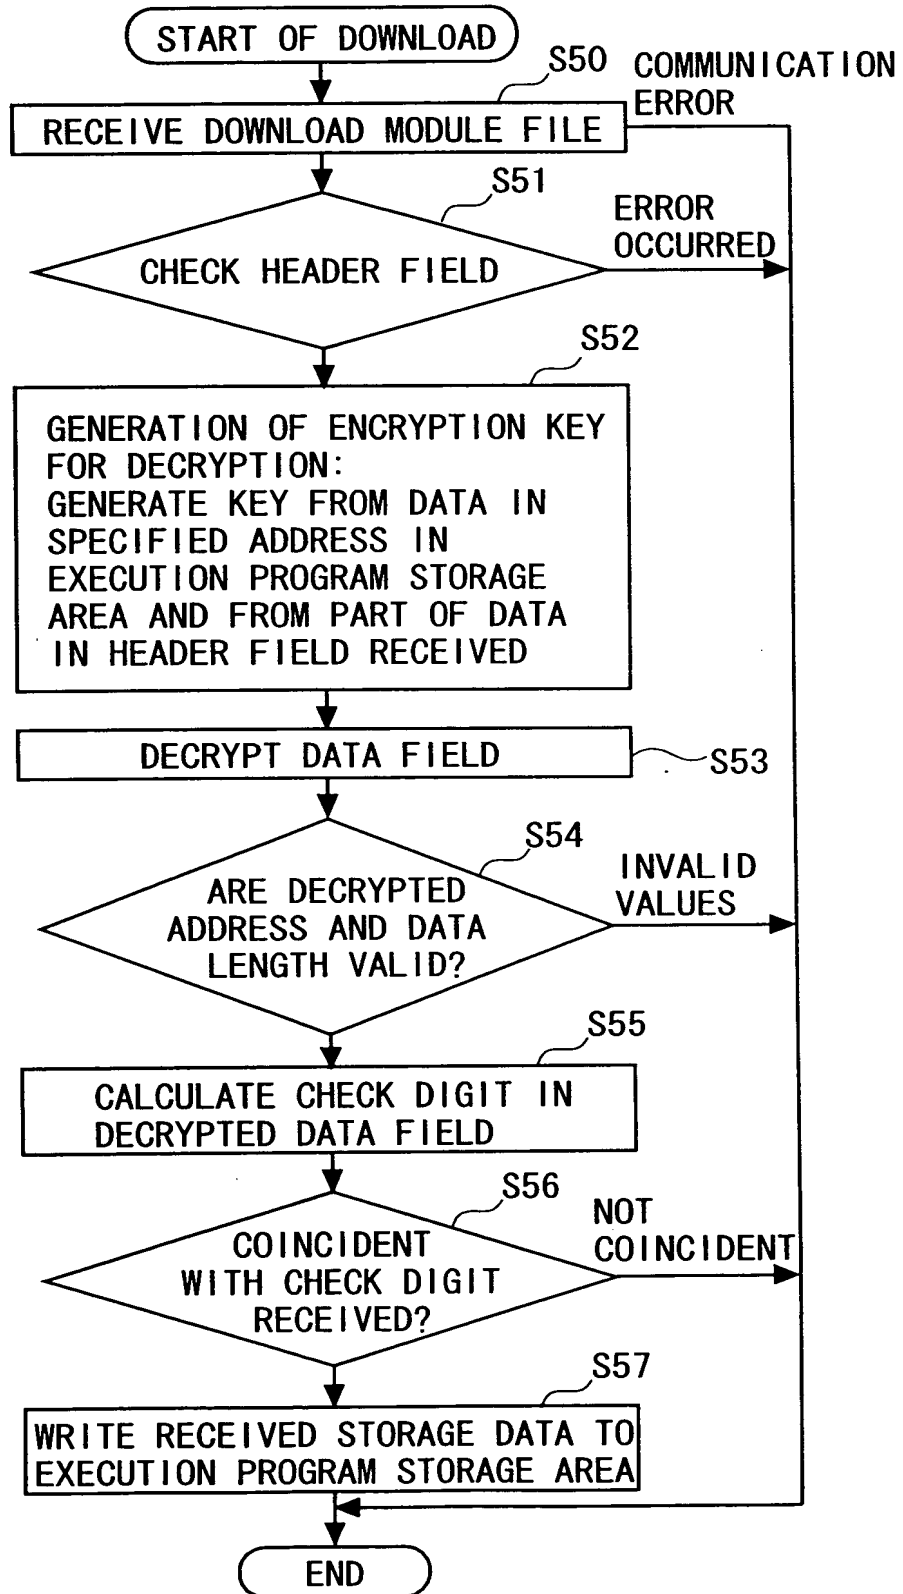 START OF DOWNLOAD
S50
COMMUNICATION
ERROR
RECEIVE DOWNLOAD MODULE FILE
S51
ERROR
OCCURRED
CHECK HEADER FIELD
S52
GENERATION OF ENCRYPTION KEY
FOR DECRYPTION:
GENERATE KEY FROM DATA IN
SPECIFIED ADDRESS IN
EXECUTION PROGRAM STORAGE
AREA AND FROM PART OF DATA
IN HEADER FIELD RECEIVED
DECRYPT DATA FIELD
S53
S54
INVALID
VALUES
ARE DECRYPTED
ADDRESS AND DATA
LENGTH VALID?
S55
CALCULATE CHECK DIGIT IN
DECRYPTED DATA FIELD
S56
NOT
COINCIDENT
COINCIDENT
WITH CHECK DIGIT
RECEIVED?
S57
WRITE RECEIVED STORAGE DATA TO
EXECUTION PROGRAM STORAGE AREA
END